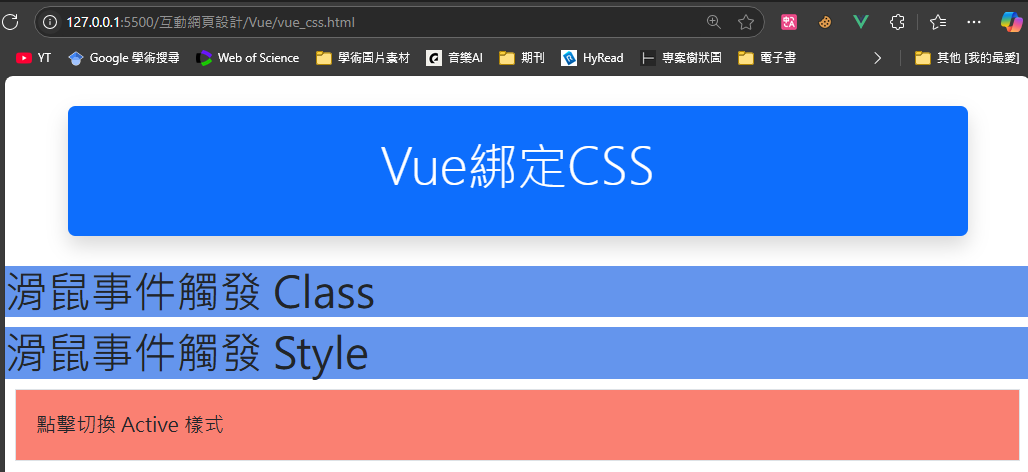 127.0.0.1:5500/互動網頁設計/Vue/vue_css.html
YT Google 學術搜尋 Web of Science 學術圖片素材 音樂AI 期刊 HyRead 專案樹狀圖 電子書 其他 [我的最愛]
Vue綁定CSS
滑鼠事件觸發 Class
滑鼠事件觸發 Style
點擊切換 Active 樣式